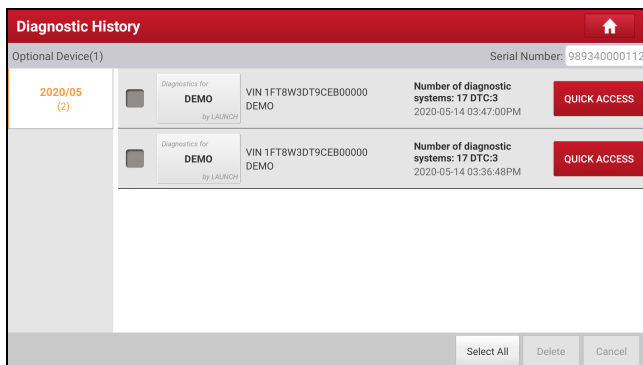 Diagnostic History
Optional Device(1)
Serial Number: 989340000112
2020/05
(2)
Diagnostics for
DEMO
by LAUNCH
VIN 1FT8W3DT9CEB00000
DEMO
Number of diagnostic
systems: 17 DTC:3
2020-05-14 03:47:00PM
QUICK ACCESS
Diagnostics for
DEMO
by LAUNCH
VIN 1FT8W3DT9CEB00000
DEMO
Number of diagnostic
systems: 17 DTC:3
2020-05-14 03:36:48PM
QUICK ACCESS
Select All
Delete
Cancel